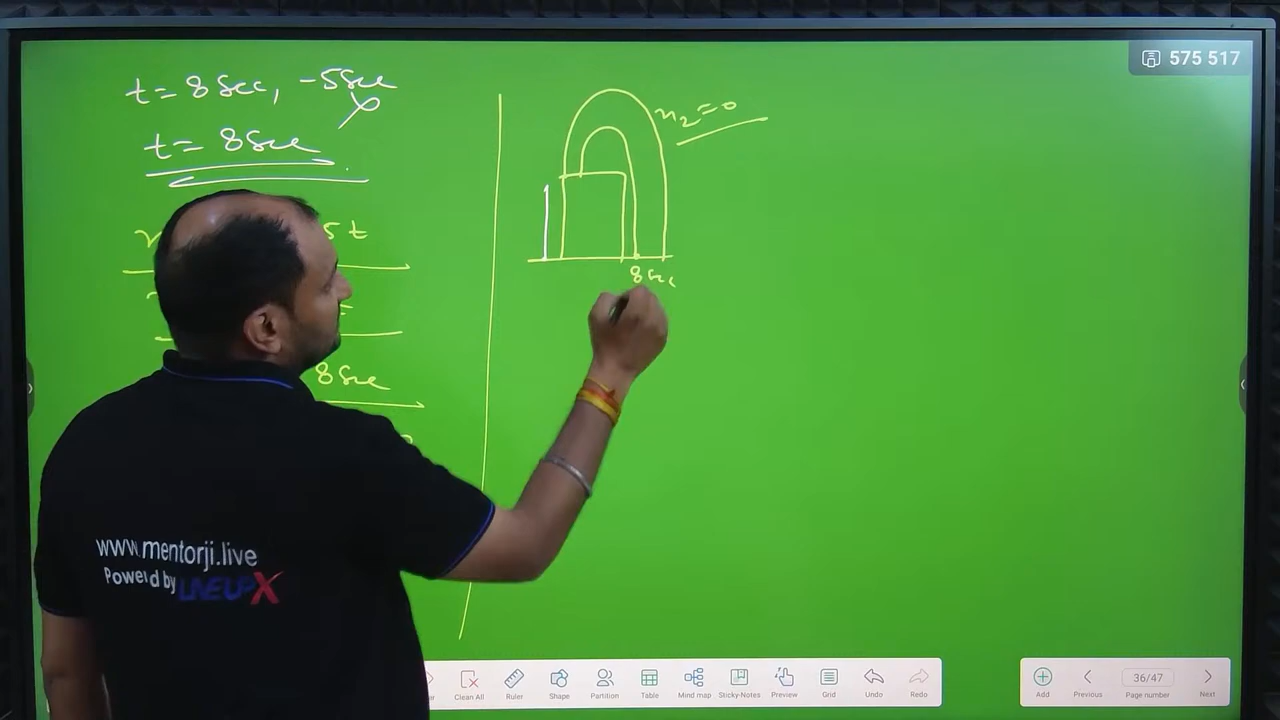 575 517
t = 8 Sec, -5 Sec
t = 8 Sec
5 t
8 Sec
x2 = 0
8 Sec
www.mentorji.live
Powerd by LINEUPX
Clean All
Ruler
Shape
Partition
Table
Mind map
Sticky-Notes
Preview
Grid
Undo
Redo
Add
Previous
36/47
Page number
Next